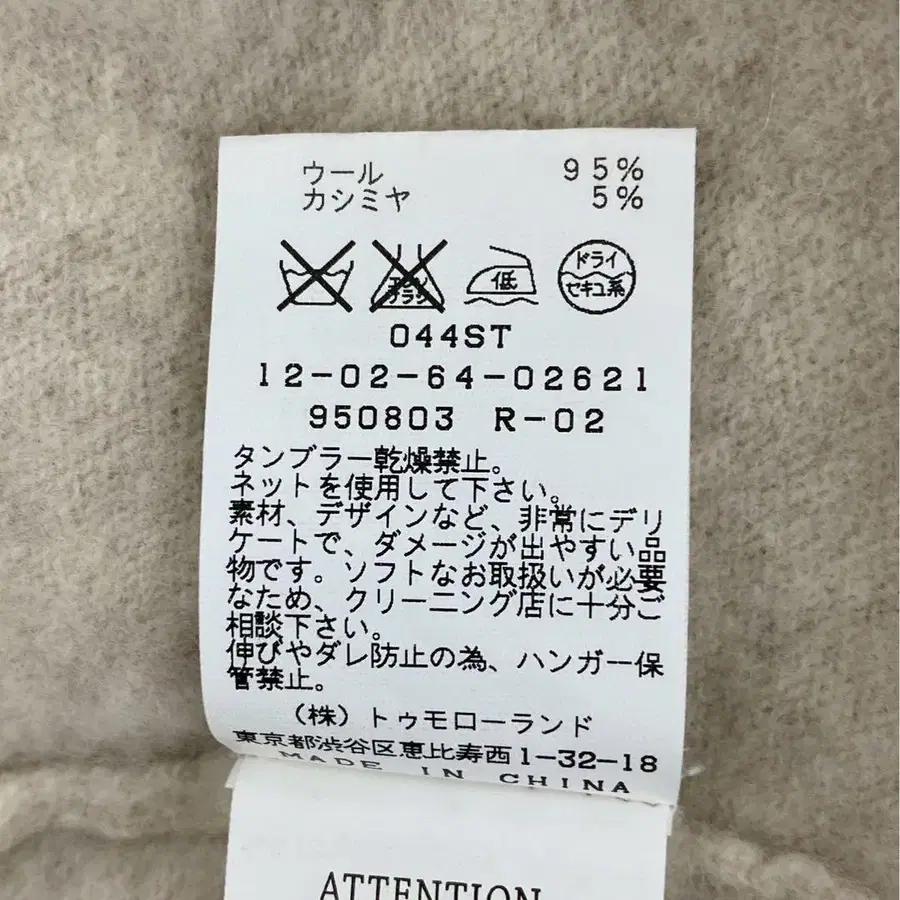 ウール 95%
カシミヤ 5%
エンソ サラシ 低 ドライ
セキユ系
044ST
12-02-64-02621
950803 R-02
タンブラー乾燥禁止。
ネットを使用して下さい。
素材、デザインなど、非常にデリ
ケートで、ダメージが出やすい品
物です。ソフトなお取扱いが必要
なため、クリーニング店に十分ご
相談下さい。
伸びやダレ防止の為、ハンガー保
管禁止。
(株)トゥモローランド
東京都渋谷区恵比寿西1-32-18
MADE IN CHINA
ATTENTION